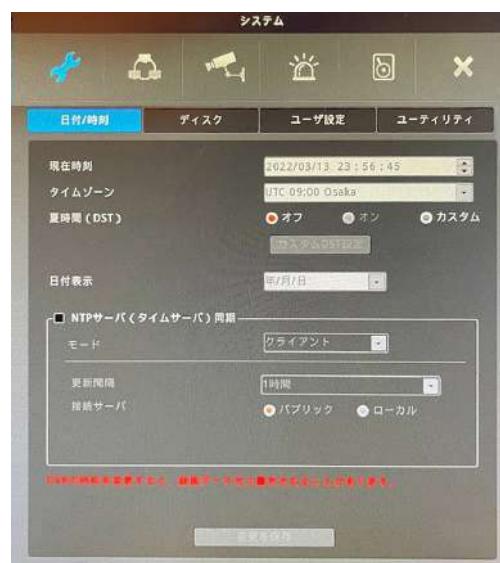 システム
日付/時刻 ディスク ユーザ設定 ユーティリティ
現在時刻 2022/03/13 23:56:45
タイムゾーン UTC 09:00 Osaka
夏時間(DST) オフ オン カスタム
カスタムDST設定
日付表示 年/月/日
NTPサーバ(タイムサーバ)同期
モード クライアント
更新間隔 1時間
接続サーバ パブリック ローカル
変更を保存